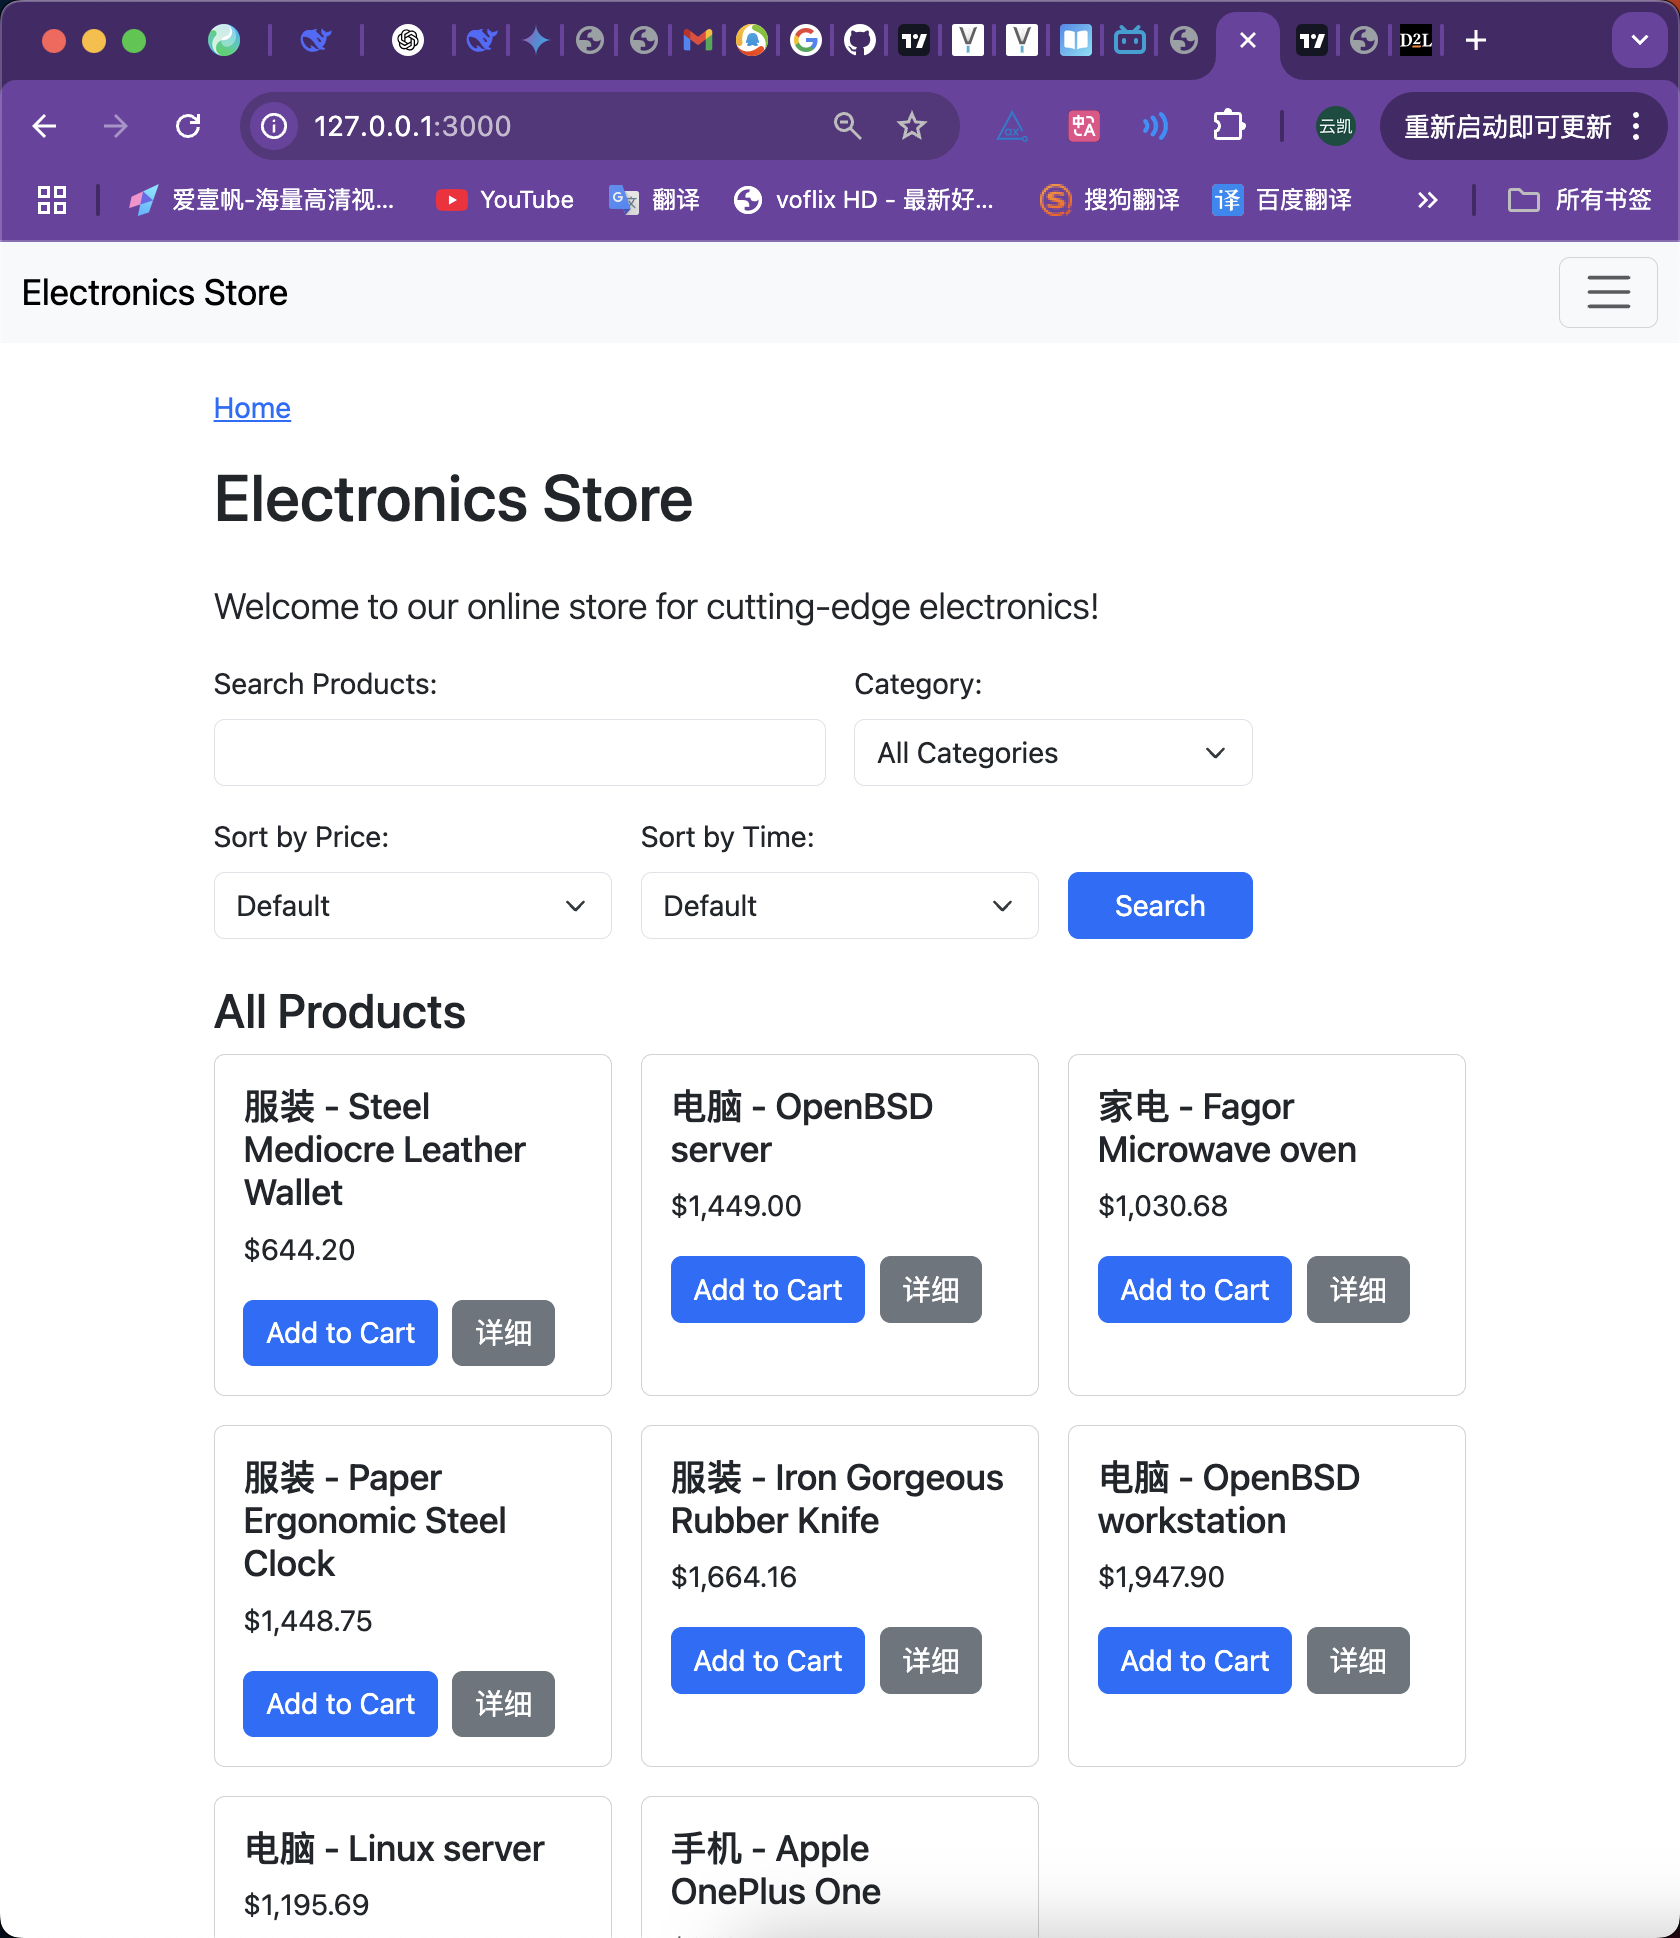 D2L
127.0.0.1:3000
云凯
重新启动即可更新
爱壹帆-海量高清视...
YouTube
翻译
voflix HD - 最新好...
搜狗翻译
译
百度翻译
所有书签
Electronics Store
Home
Electronics Store
Welcome to our online store for cutting-edge electronics!
Search Products:
Category:
All Categories
Sort by Price:
Sort by Time:
Default
Default
Search
All Products
服装 - Steel
Mediocre Leather
Wallet
$644.20
Add to Cart
详细
电脑 - OpenBSD
server
$1,449.00
Add to Cart
详细
家电 - Fagor
Microwave oven
$1,030.68
Add to Cart
详细
服装 - Paper
Ergonomic Steel
Clock
$1,448.75
Add to Cart
详细
服装 - Iron Gorgeous
Rubber Knife
$1,664.16
Add to Cart
详细
电脑 - OpenBSD
workstation
$1,947.90
Add to Cart
详细
电脑 - Linux server
$1,195.69
手机 - Apple
OnePlus One